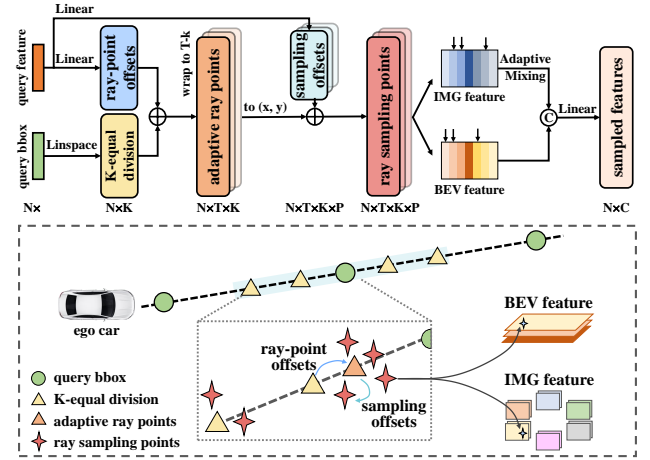 Linear
query feature
Linear
ray-point
offsets
query bbox
Linspace
K-equal
division
wrap to T-k
adaptive ray points
to (x, y)
sampling
offsets
ray sampling points
IMG feature
Adaptive
Mixing
BEV feature
C
Linear
sampled features
N×
N×K
N×T×K
N×T×K×P
N×T×K×P
N×C
ego car
query bbox
K-equal division
adaptive ray points
ray sampling points
ray-point
offsets
sampling
offsets
BEV feature
IMG feature